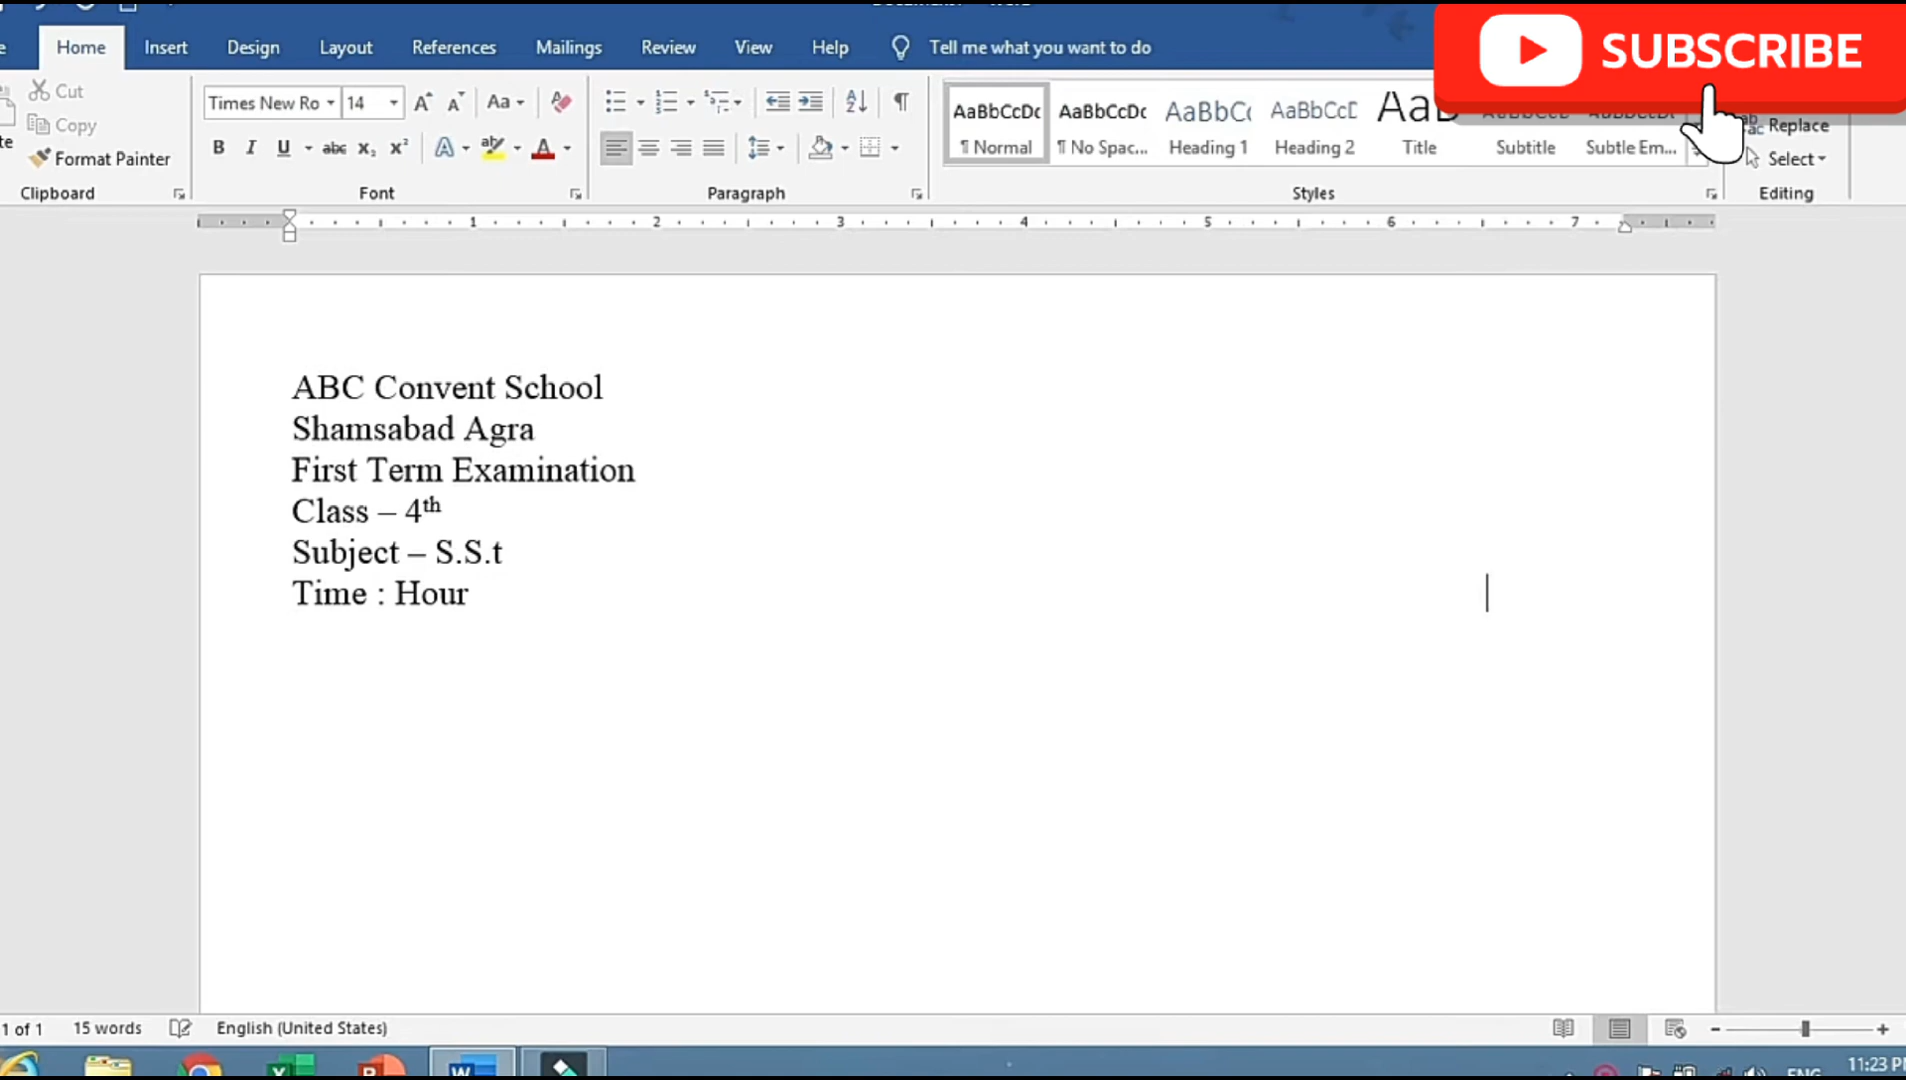 Home Insert Design Layout References Mailings Review View Help Tell me what you want to do
SUBSCRIBE
Cut
Copy
Format Painter
Clipboard
Times New Ro 14
Aa
B I U abc x₂ x²
Font
Paragraph
AaBbCcDc AaBbCcDc AaBbCc AaBbCcD
¶ Normal ¶ No Spac... Heading 1 Heading 2 Title Subtitle Subtle Em...
Styles
Replace
Select
Editing
1 2 3 4 5 6 7
ABC Convent School
Shamsabad Agra
First Term Examination
Class – 4th
Subject – S.S.t
Time : Hour
1 of 1 15 words English (United States)
11:23